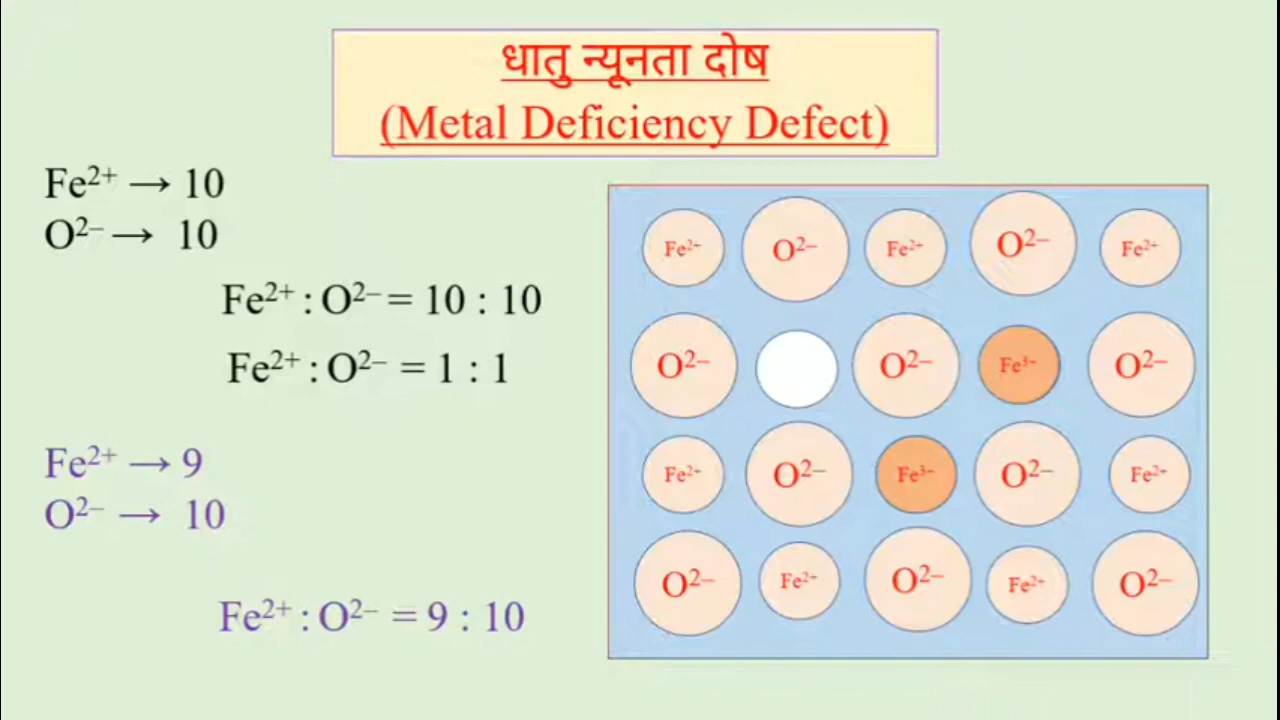 धातु न्यूनता दोष
(Metal Deficiency Defect)
Fe²⁺ → 10
O²⁻ → 10
Fe²⁺ : O²⁻ = 10 : 10
Fe²⁺ : O²⁻ = 1 : 1
Fe²⁺ → 9
O²⁻ → 10
Fe²⁺ : O²⁻ = 9 : 10
Fe²⁺ O²⁻ Fe²⁺ O²⁻ Fe²⁺
O²⁻ O²⁻ Fe³⁻ O²⁻
Fe²⁺ O²⁻ Fe³⁻ O²⁻ Fe²⁺
O²⁻ Fe²⁺ O²⁻ Fe²⁺ O²⁻